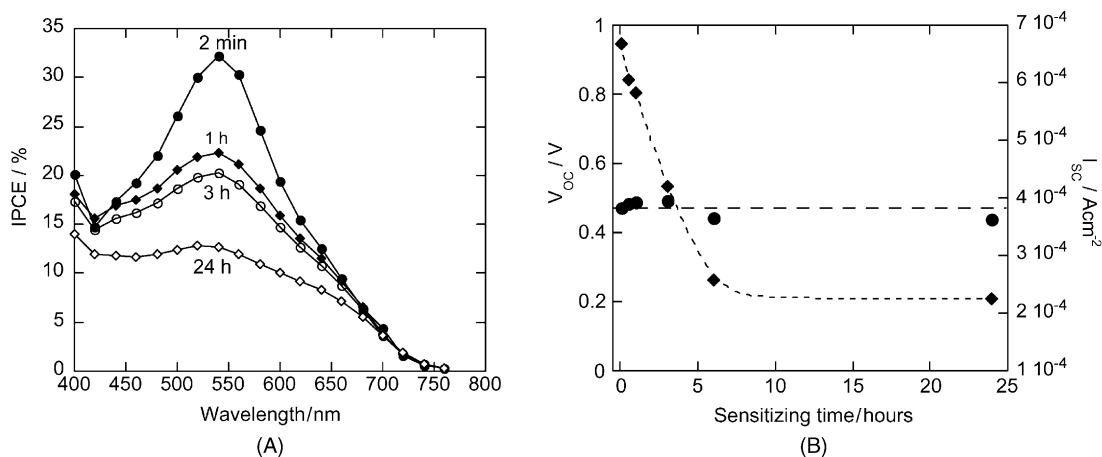 35
30
25
20
15
10
5
0
IPCE / %
2 min
1 h
3 h
24 h
400 450 500 550 600 650 700 750 800
Wavelength/nm
(A)
1
0.8
0.6
0.4
0.2
0
V_OC / V
7 10^-4
6 10^-4
5 10^-4
4 10^-4
3 10^-4
2 10^-4
1 10^-4
I_SC / Acm^-2
0 5 10 15 20 25
Sensitizing time/hours
(B)